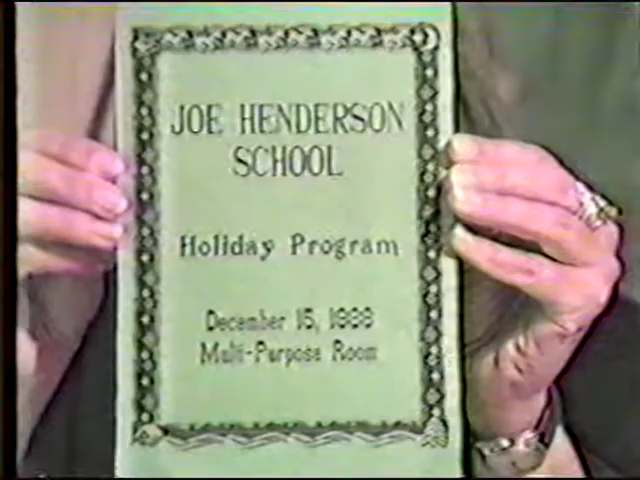 JOE HENDERSON
SCHOOL
Holiday Program
December 15, 1988
Multi-Purpose Room